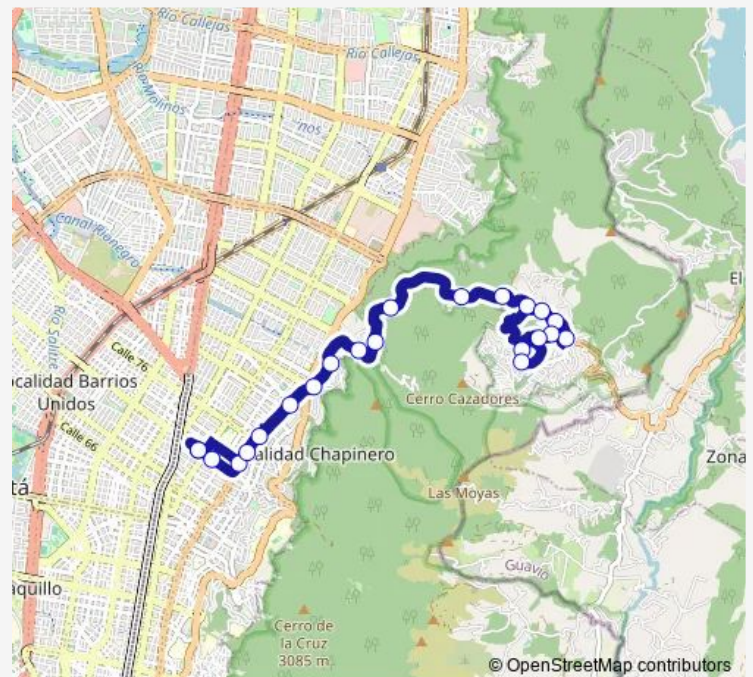 Río Callejas
Río Callejas
Río Molinos
nos
Canal Rionegro
Río Salitre
El
Calle 76
ocalidad Barrios
Unidos
Cerro Cazadores
Calle 66
alidad Chapinero
Zona
tá
Las Moyas
Guavio
aquillo
Cerro de
la Cruz
3085 m
© OpenStreetMap contributors